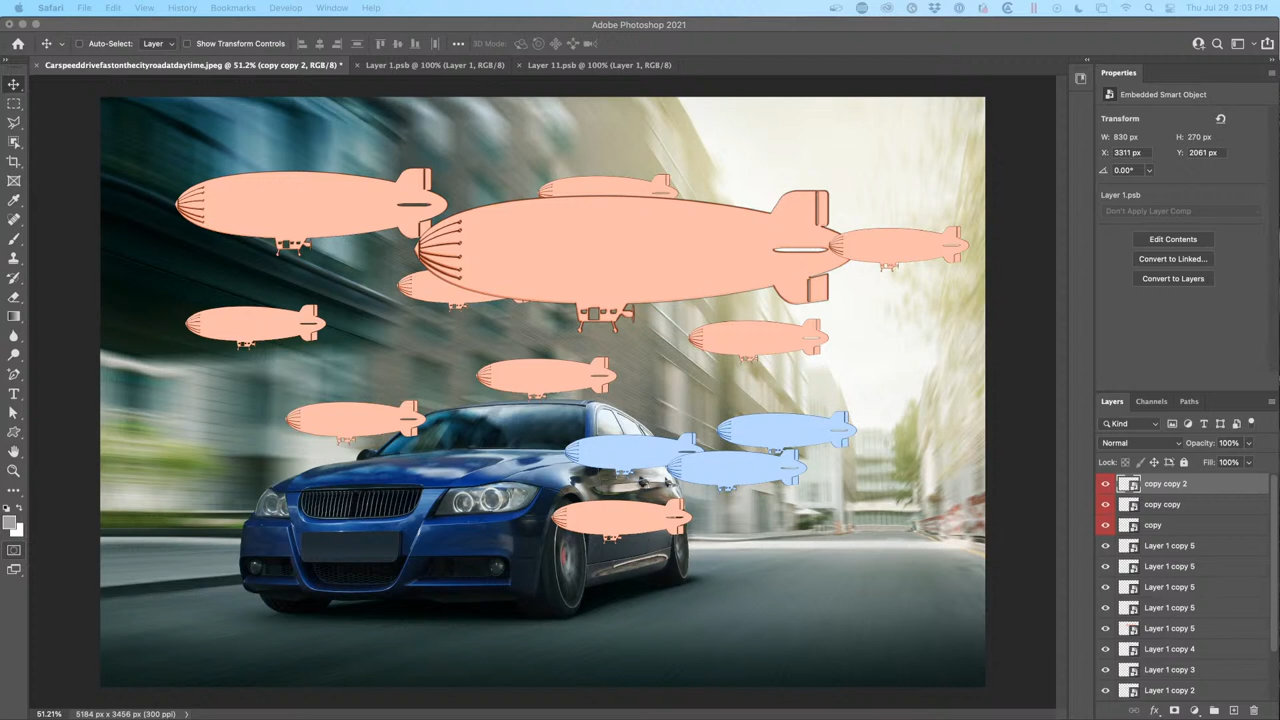 Safari File Edit View History Bookmarks Develop Window Help Thu Jul 29 2:03 PM
Adobe Photoshop 2021
Auto-Select: Layer Show Transform Controls 3D Mode:
Carspeeddrivefastonthecityroadatdaytime.jpeg @ 51.2% (copy copy 2, RGB/8) * Layer 1.psb @ 100% (Layer 1, RGB/8) Layer 11.psb @ 100% (Layer 1, RGB/8)
Properties
Embedded Smart Object
Transform
W: 830 px H: 270 px
X: 3311 px Y: 2061 px
0.00°
Layer 1.psb
Don't Apply Layer Comp
Edit Contents
Convert to Linked...
Convert to Layers
Layers Channels Paths
Kind
Normal Opacity: 100%
Lock: Fill: 100%
copy copy 2
copy copy
copy
Layer 1 copy 5
Layer 1 copy 5
Layer 1 copy 5
Layer 1 copy 5
Layer 1 copy 5
Layer 1 copy 4
Layer 1 copy 3
Layer 1 copy 2
51.21% 5184 px x 3456 px (300 ppi)